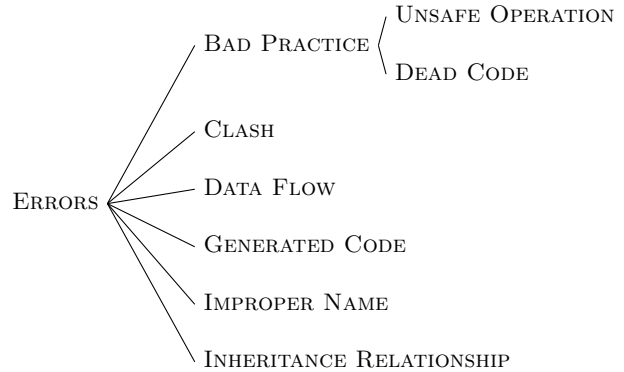 Errors
Bad Practice
Unsafe Operation
Dead Code
Clash
Data Flow
Generated Code
Improper Name
Inheritance Relationship